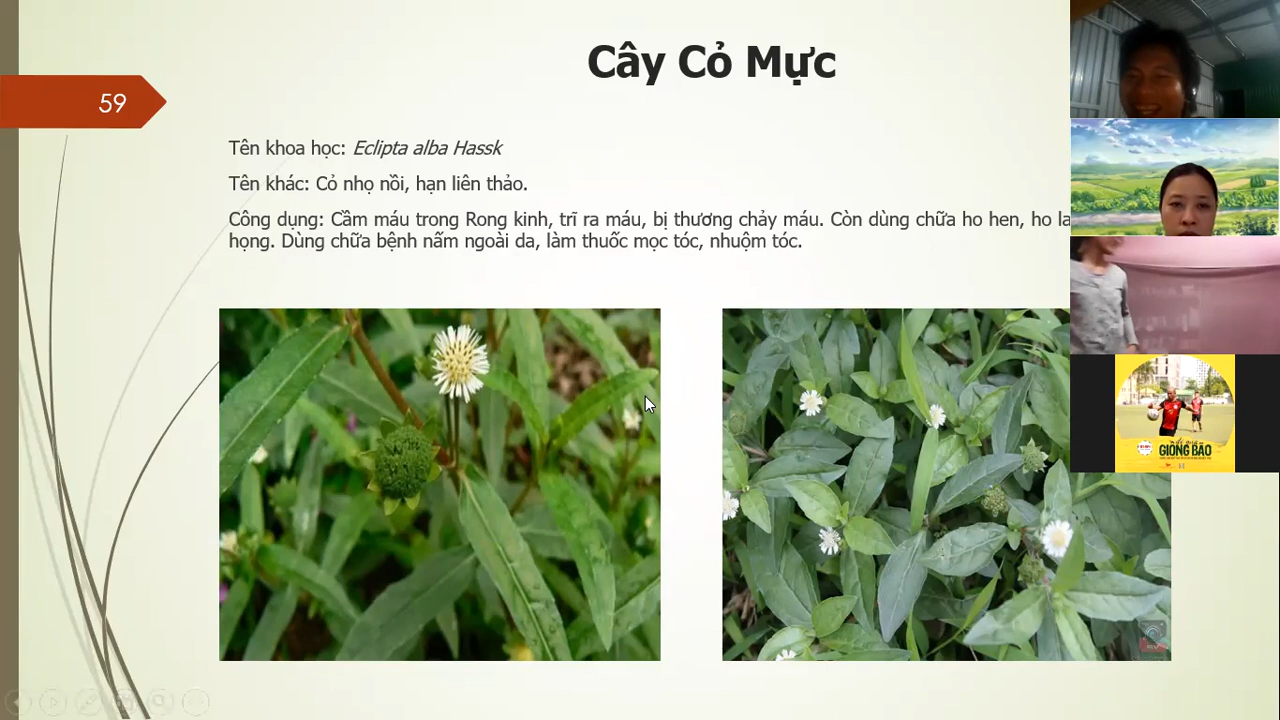 Cây Cỏ Mực
59
Tên khoa học: Eclipta alba Hassk
Tên khác: Cỏ nhọ nồi, hạn liên thảo.
Công dụng: Cầm máu trong Rong kinh, trĩ ra máu, bị thương chảy máu. Còn dùng chữa ho hen, ho la
họng. Dùng chữa bệnh nấm ngoài da, làm thuốc mọc tóc, nhuộm tóc.
GIÔNG BÃO